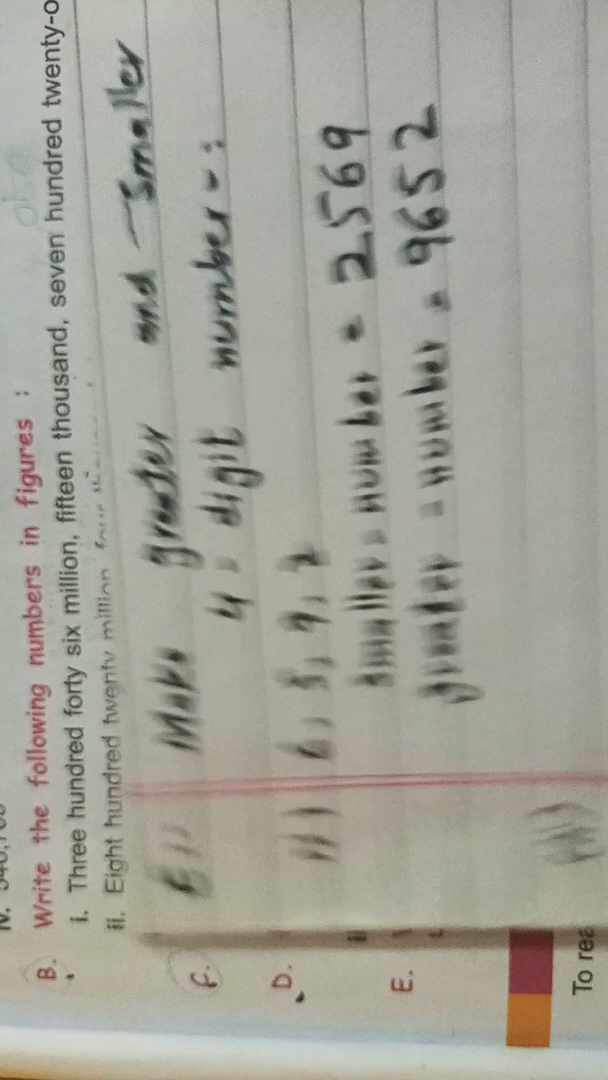 B. Write the following numbers in figures :
i. Three hundred forty six million, fifteen thousand, seven hundred twenty-o
ii. Eight hundred twenty million
E)) Make greater and smaller
4 = digit number - :
6, 5, 9, 2
smaller = number = 2569
greater = number = 9652
C.
D.
E.
To rea